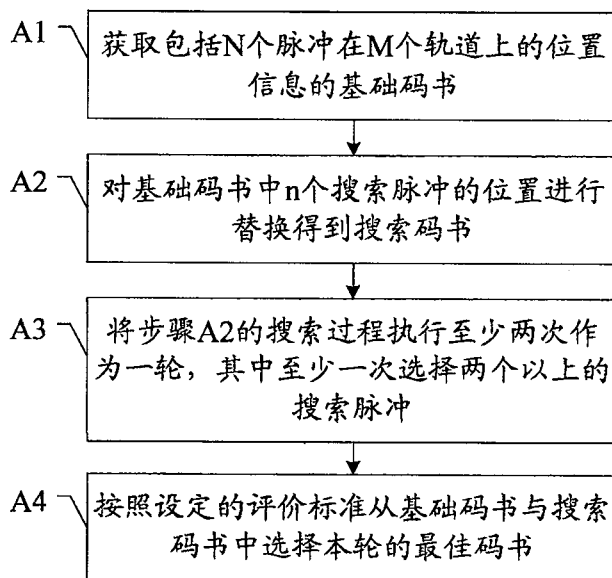 A1
获取包括N个脉冲在M个轨道上的位置
信息的基础码书
A2
对基础码书中n个搜索脉冲的位置进行
替换得到搜索码书
A3
将步骤A2的搜索过程执行至少两次作
为一轮，其中至少一次选择两个以上的
搜索脉冲
A4
按照设定的评价标准从基础码书与搜索
码书中选择本轮的最佳码书